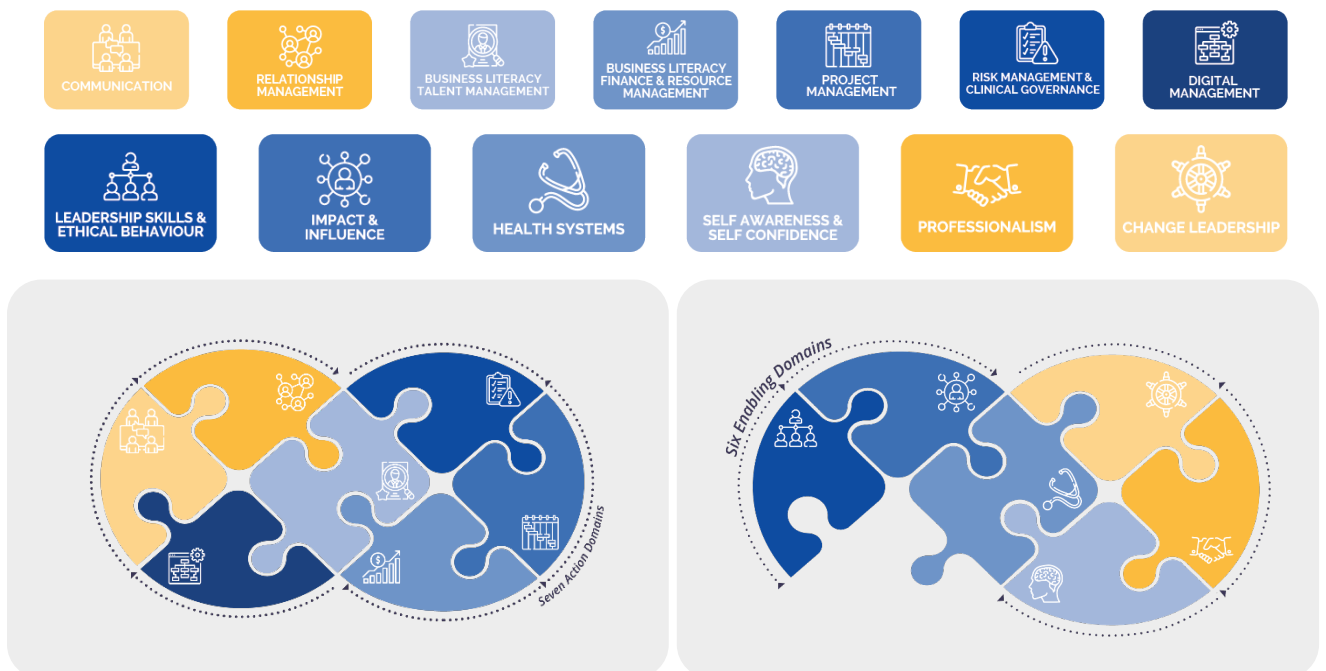 COMMUNICATION
RELATIONSHIP
MANAGEMENT
BUSINESS LITERACY
TALENT MANAGEMENT
BUSINESS LITERACY
FINANCE & RESOURCE
MANAGEMENT
PROJECT
MANAGEMENT
RISK MANAGEMENT &
CLINICAL GOVERNANCE
DIGITAL
MANAGEMENT
LEADERSHIP SKILLS &
ETHICAL BEHAVIOUR
IMPACT &
INFLUENCE
HEALTH SYSTEMS
SELF AWARENESS &
SELF CONFIDENCE
PROFESSIONALISM
CHANGE LEADERSHIP
Seven Action Domains
Six Enabling Domains